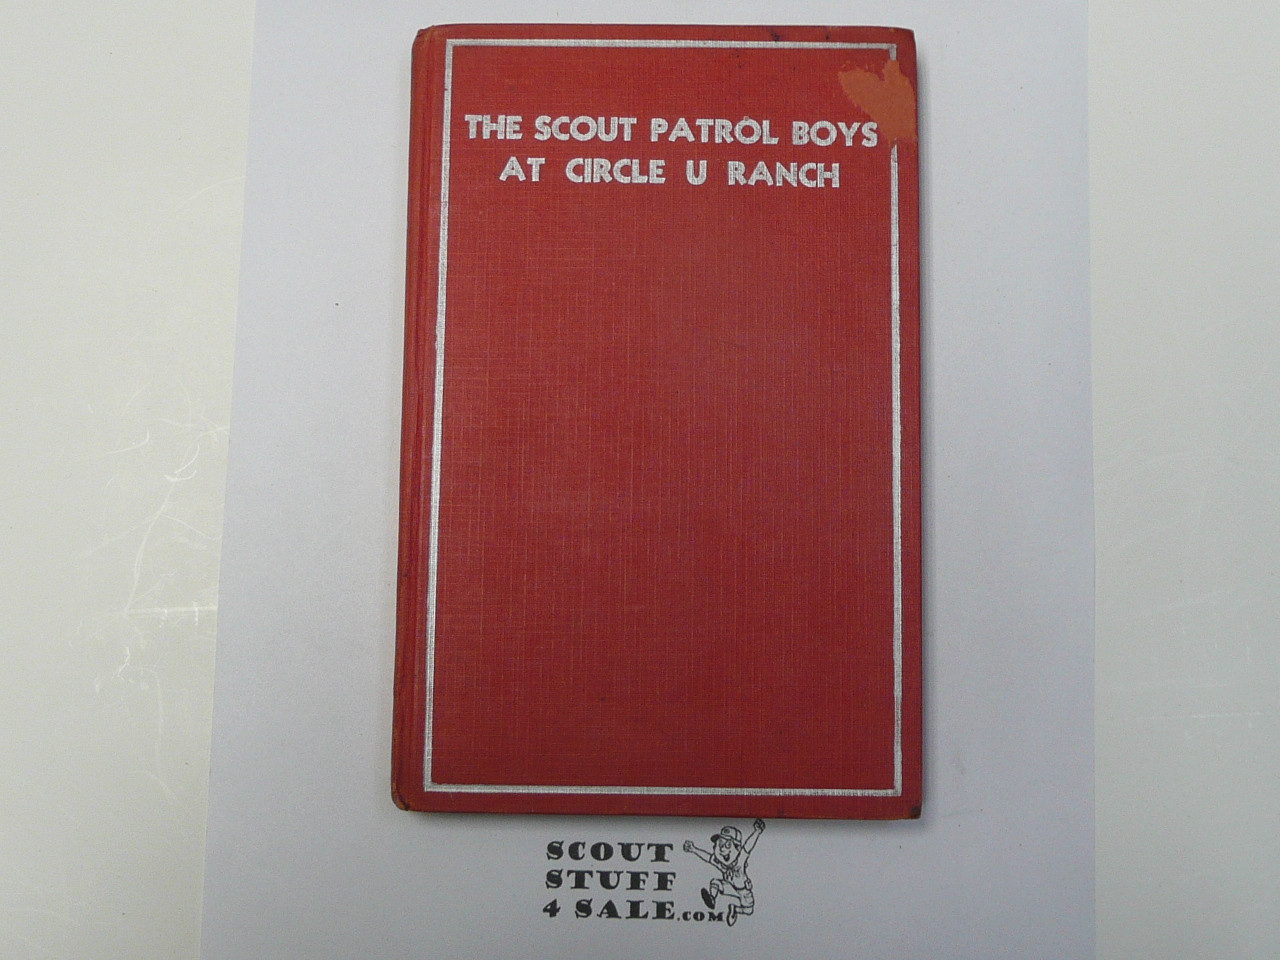 THE SCOUT PATROL BOYS
AT CIRCLE U RANCH
SCOUT
STUFF
4 SALE.COM